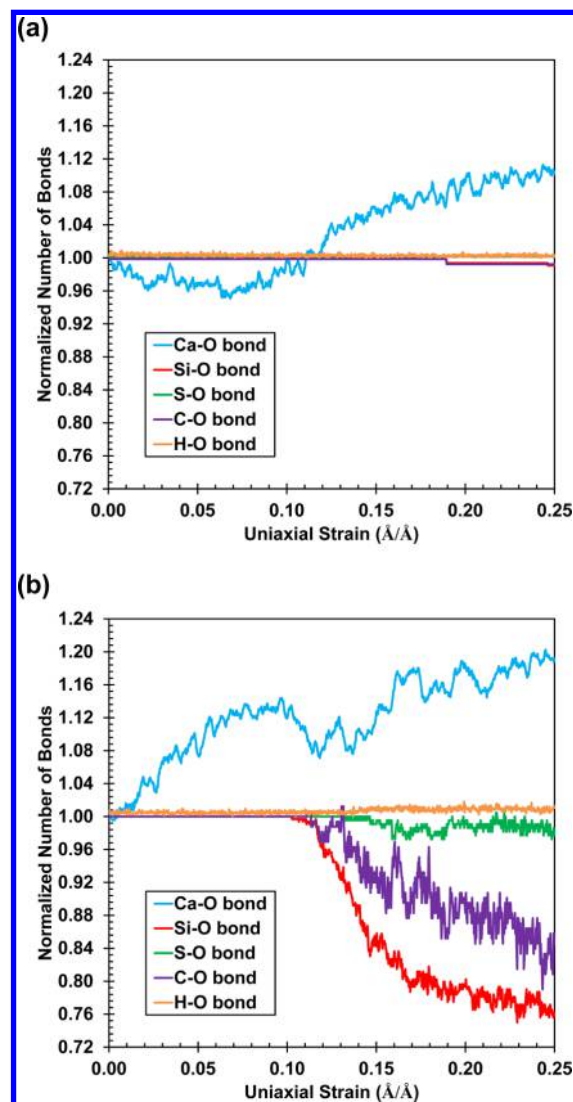 (a)
1.24
1.20
1.16
1.12
1.08
1.04
1.00
0.96
0.92
0.88
0.84
0.80
0.76
0.72
Normalized Number of Bonds
Ca-O bond
Si-O bond
S-O bond
C-O bond
H-O bond
0.00 0.05 0.10 0.15 0.20 0.25
Uniaxial Strain (Å/Å)
(b)
1.24
1.20
1.16
1.12
1.08
1.04
1.00
0.96
0.92
0.88
0.84
0.80
0.76
0.72
Normalized Number of Bonds
Ca-O bond
Si-O bond
S-O bond
C-O bond
H-O bond
0.00 0.05 0.10 0.15 0.20 0.25
Uniaxial Strain (Å/Å)